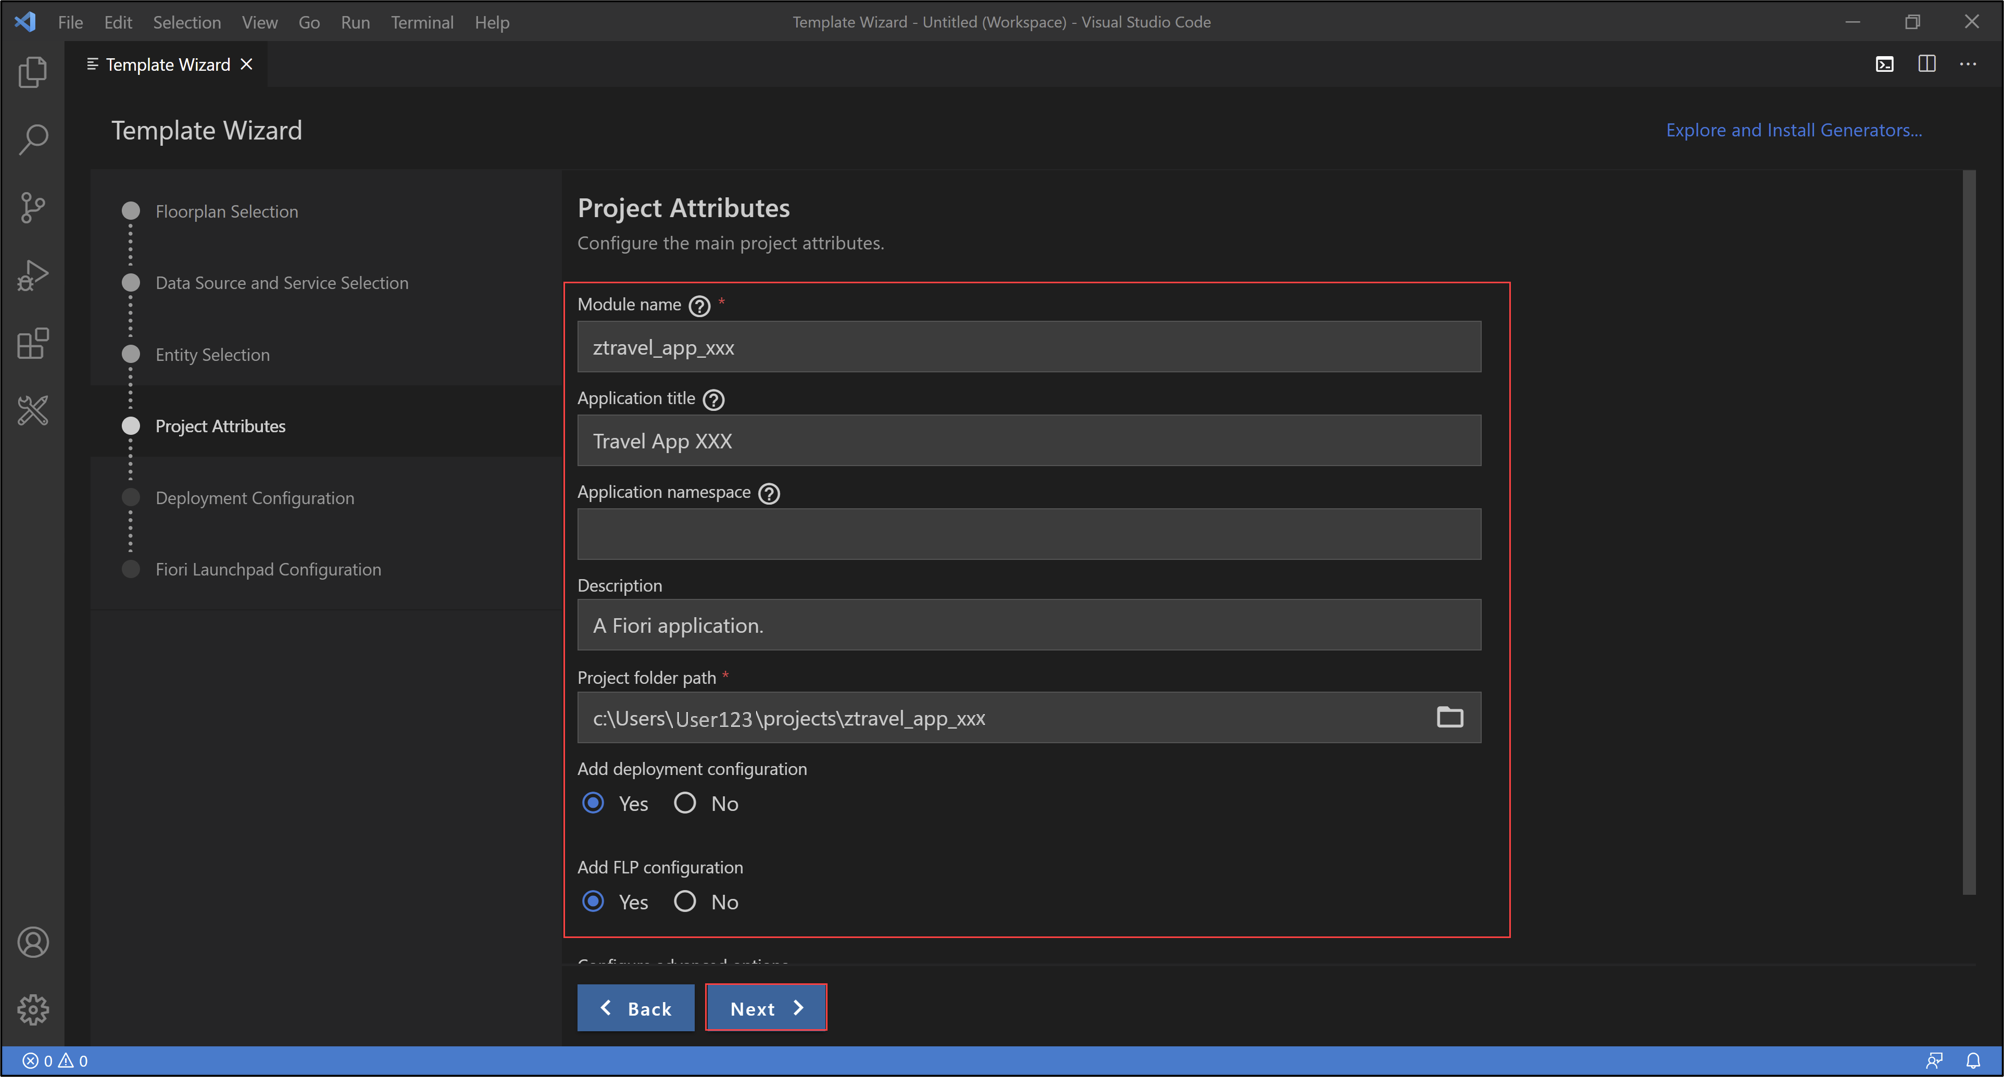 File Edit Selection View Go Run Terminal Help
Template Wizard - Untitled (Workspace) - Visual Studio Code
Template Wizard
Template Wizard
Explore and Install Generators...
Floorplan Selection
Data Source and Service Selection
Entity Selection
Project Attributes
Deployment Configuration
Fiori Launchpad Configuration
Project Attributes
Configure the main project attributes.
Module name ? *
ztravel_app_xxx
Application title ?
Travel App XXX
Application namespace ?
Description
A Fiori application.
Project folder path *
c:\Users\User123\projects\ztravel_app_xxx
Add deployment configuration
Yes No
Add FLP configuration
Yes No
Configure advanced options
Back Next
0 0